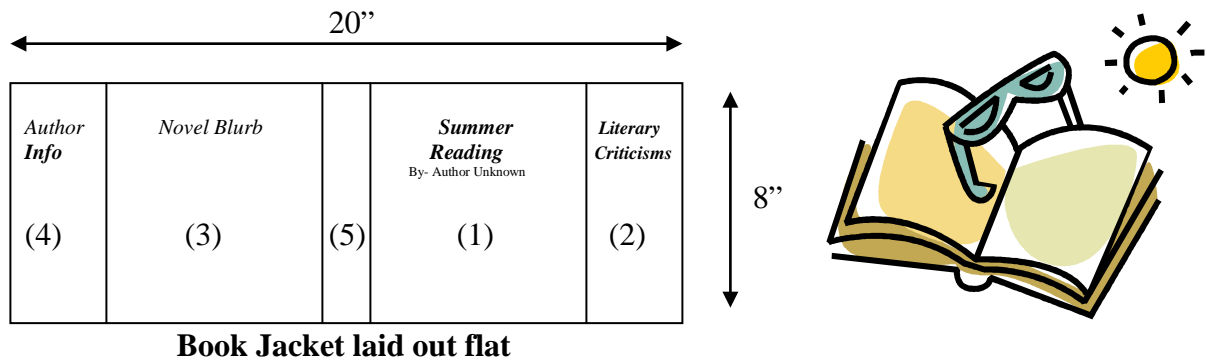 20”
Author
Info
(4)
Novel Blurb
(3)
(5)
Summer
Reading
By- Author Unknown
(1)
Literary
Criticisms
(2)
8”
Book Jacket laid out flat